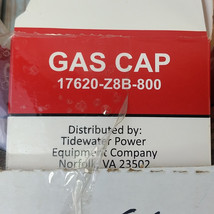 GAS CAP
17620-Z8B-800
Distributed by:
Tidewater Power
Equipment Company
Norfolk, VA 23502